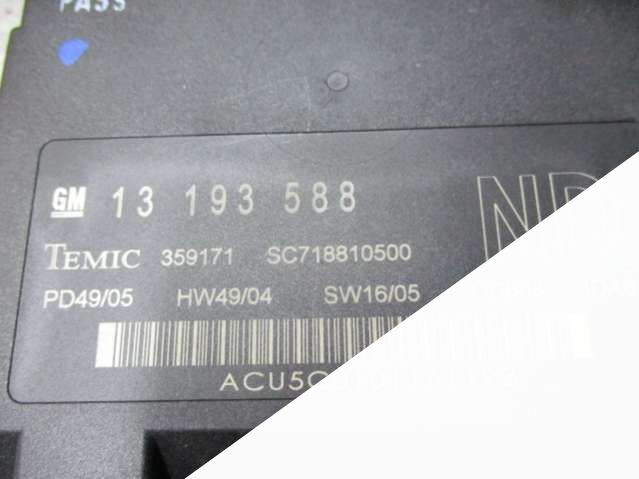 PASS
GM 13 193 588
TEMIC 359171 SC718810500
PD49/05 HW49/04 SW16/05